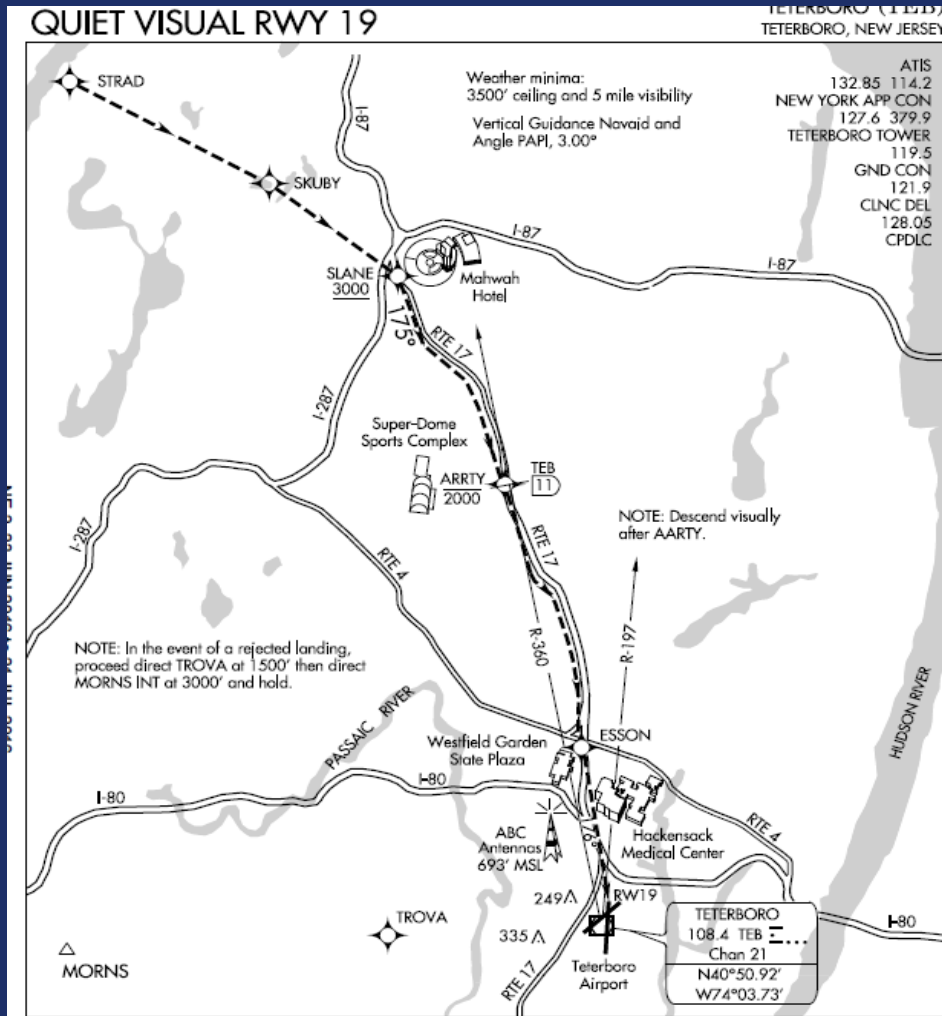 QUIET VISUAL RWY 19
TETERBORO (TEB)
TETERBORO, NEW JERSEY
ATIS
132.85 114.2
NEW YORK APP CON
127.6 379.9
TETERBORO TOWER
119.5
GND CON
121.9
CLNC DEL
128.05
CPDLC
Weather minima:
3500' ceiling and 5 mile visibility
Vertical Guidance Navaid and
Angle PAPI, 3.00°
STRAD
I-87
SKUBY
I-87
I-87
SLANE
3000
Mahwah
Hotel
175°
RTE 17
I-287
Super-Dome
Sports Complex
ARRTY
2000
TEB
11
NOTE: Descend visually
after AARTY.
I-287
RTE 17
RTE 4
R-360
R-197
NOTE: In the event of a rejected landing,
proceed direct TROVA at 1500' then direct
MORNS INT at 3000' and hold.
HUDSON RIVER
PASSAIC RIVER
Westfield Garden
State Plaza
ESSON
I-80
I-80
ABC
Antennas
693' MSL
Hackensack
Medical Center
RTE 4
249
RW19
335
TROVA
MORNS
RTE 17
Teterboro
Airport
TETERBORO
108.4 TEB
Chan 21
N40°50.92'
W74°03.73'
I-80